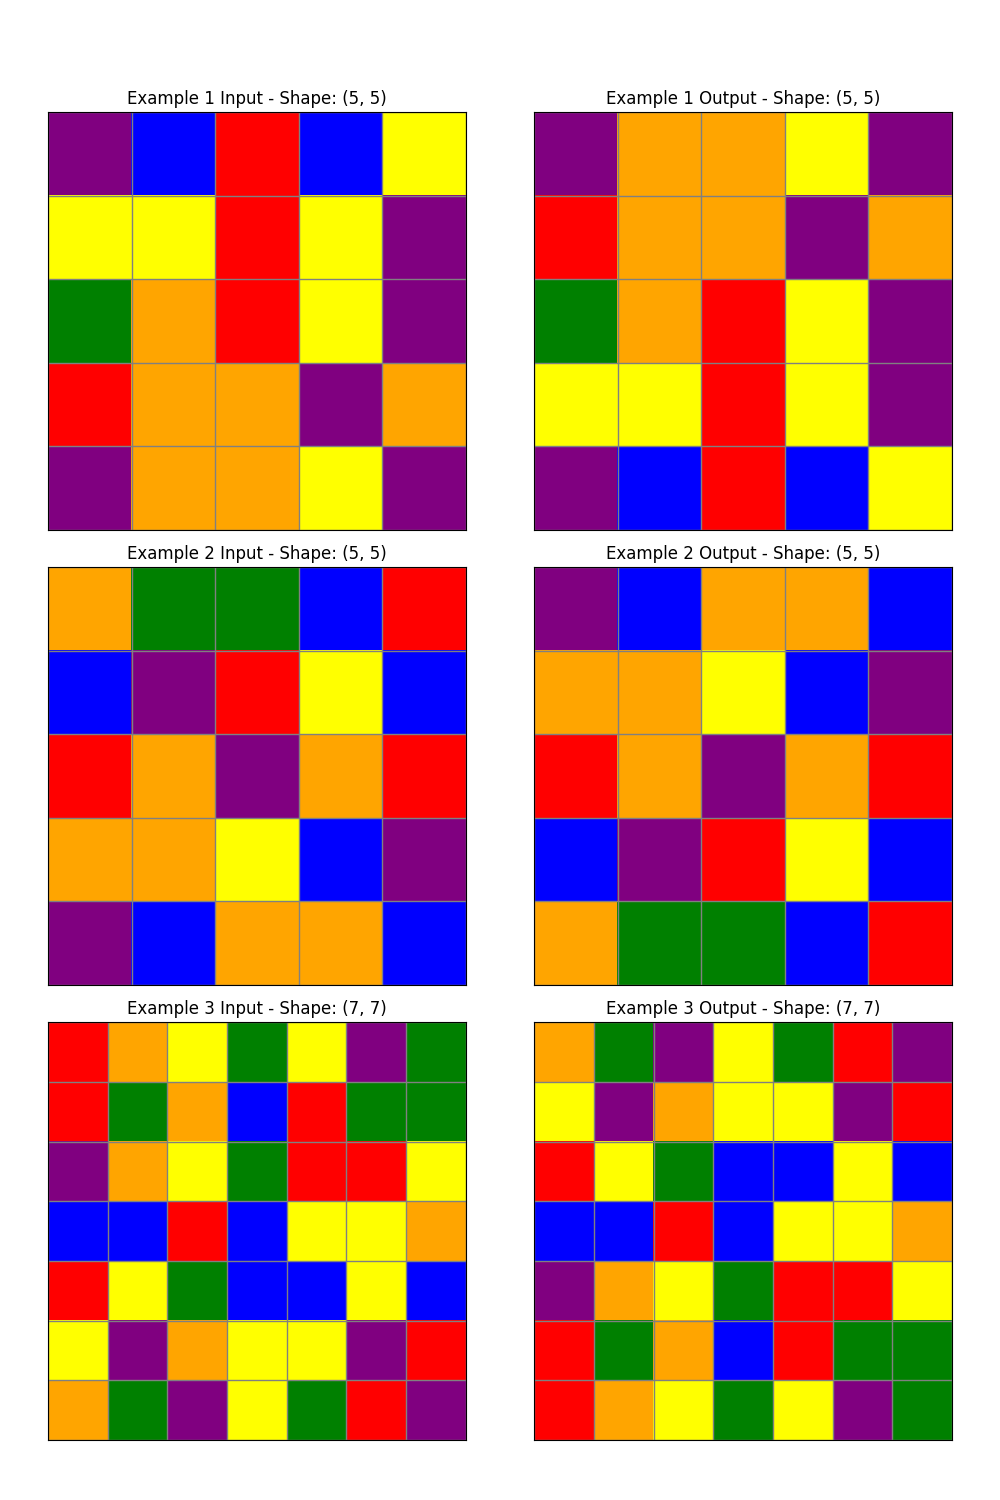 Example 1 Input - Shape: (5, 5)
Example 1 Output - Shape: (5, 5)
Example 2 Input - Shape: (5, 5)
Example 2 Output - Shape: (5, 5)
Example 3 Input - Shape: (7, 7)
Example 3 Output - Shape: (7, 7)